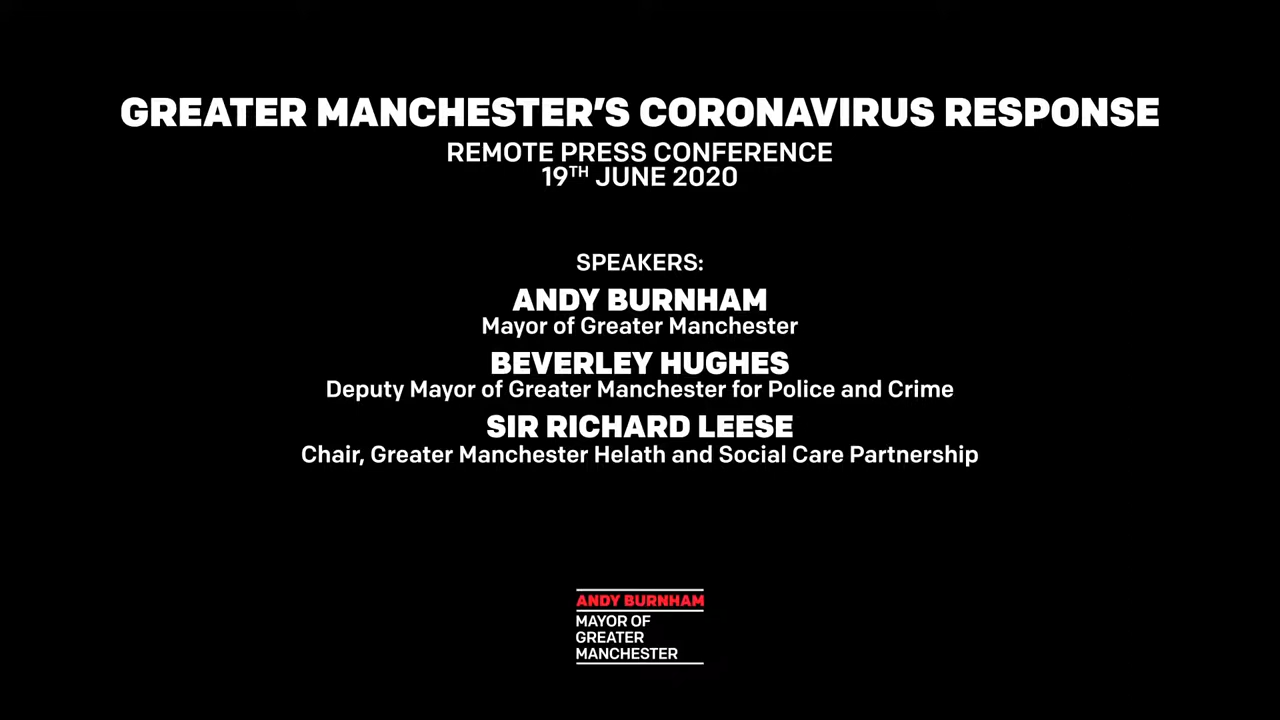 GREATER MANCHESTER’S CORONAVIRUS RESPONSE
REMOTE PRESS CONFERENCE
19TH JUNE 2020
SPEAKERS:
ANDY BURNHAM
Mayor of Greater Manchester
BEVERLEY HUGHES
Deputy Mayor of Greater Manchester for Police and Crime
SIR RICHARD LEESE
Chair, Greater Manchester Helath and Social Care Partnership
ANDY BURNHAM
MAYOR OF
GREATER
MANCHESTER